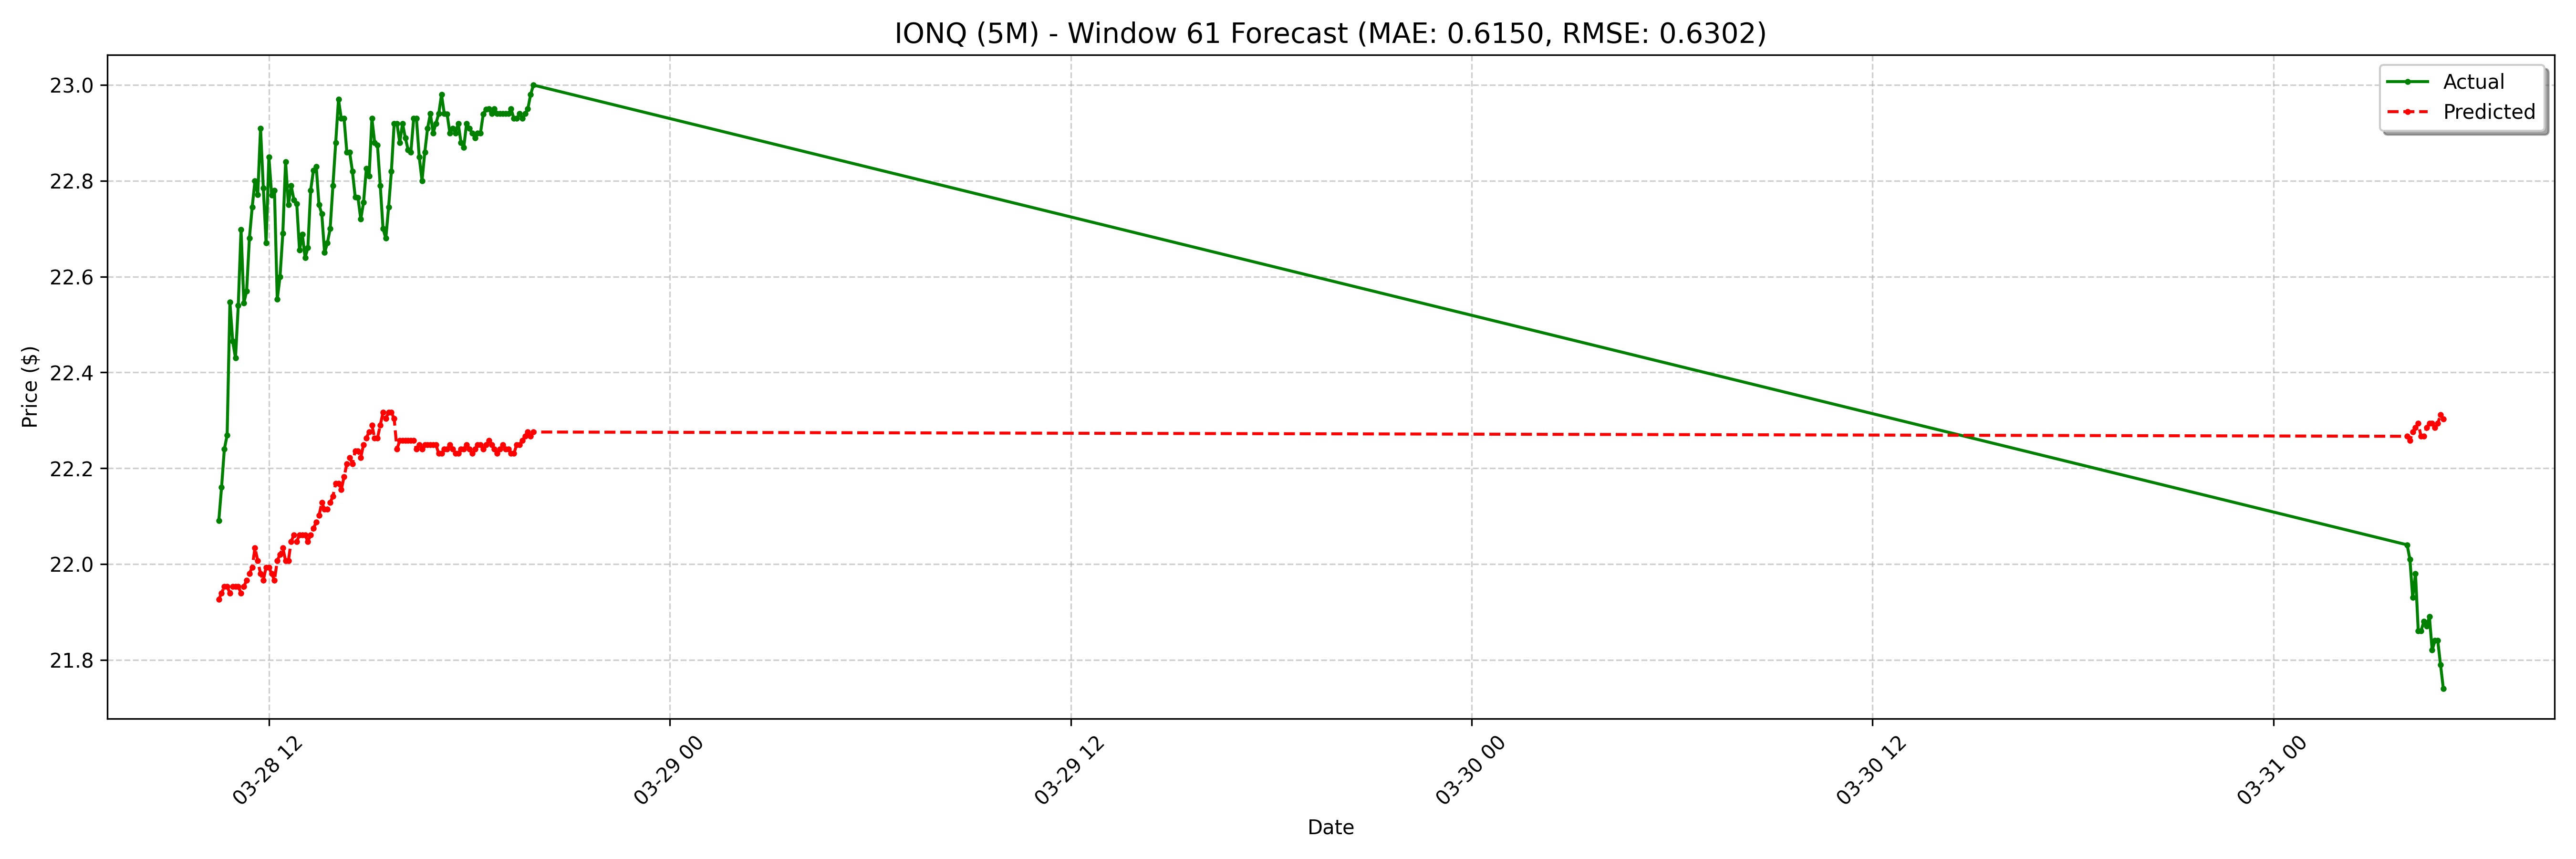 IONQ (5M) - Window 61 Forecast (MAE: 0.6150, RMSE: 0.6302)
Actual
Predicted
Price ($)
23.0
22.8
22.6
22.4
22.2
22.0
21.8
03-28 12
03-29 00
03-29 12
03-30 00
03-30 12
03-31 00
Date